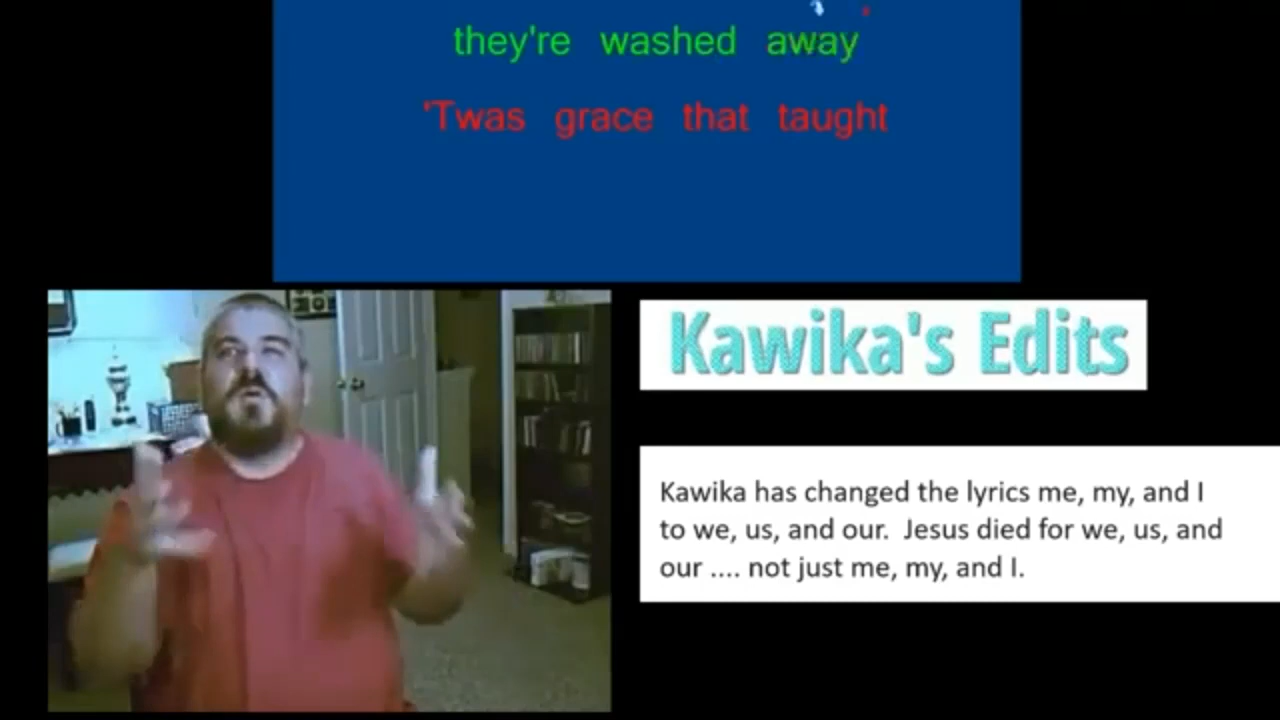 they're washed away
'Twas grace that taught
Kawika's Edits
Kawika has changed the lyrics me, my, and I
to we, us, and our. Jesus died for we, us, and
our .... not just me, my, and I.